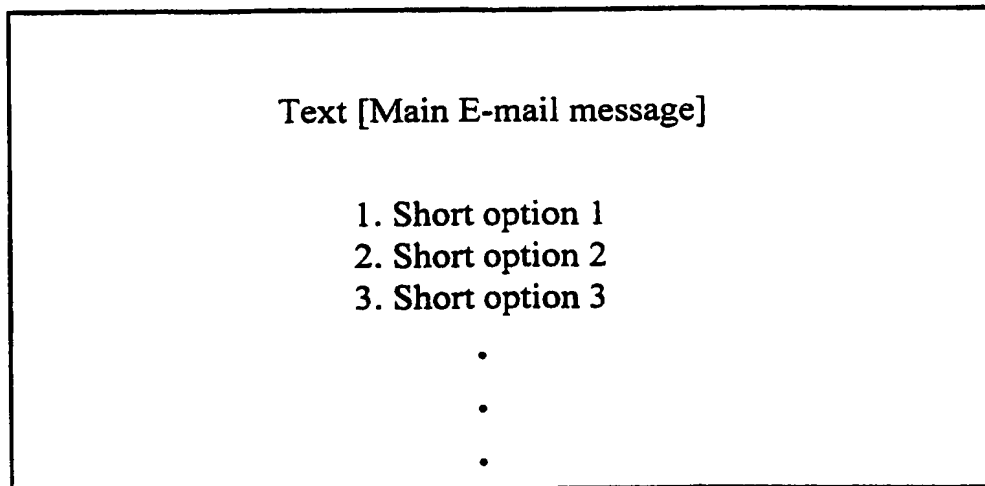 Text [Main E-mail message]
1. Short option 1
2. Short option 2
3. Short option 3
.
.
.